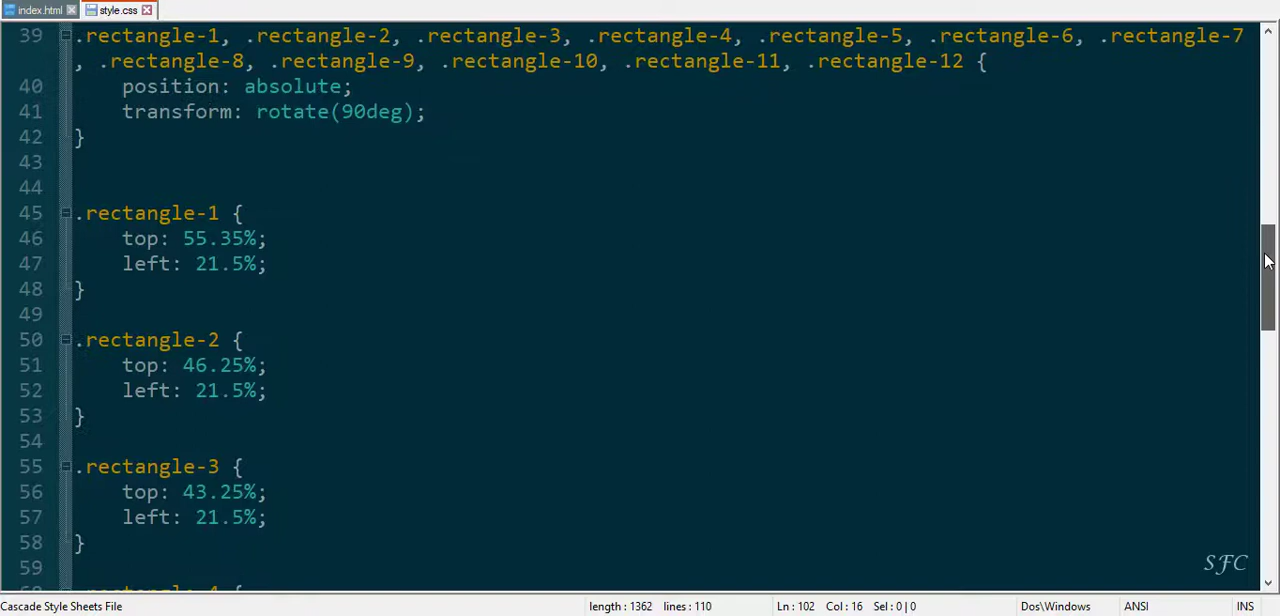 index.html style.css
39 .rectangle-1, .rectangle-2, .rectangle-3, .rectangle-4, .rectangle-5, .rectangle-6, .rectangle-7
, .rectangle-8, .rectangle-9, .rectangle-10, .rectangle-11, .rectangle-12 {
40 position: absolute;
41 transform: rotate(90deg);
42 }
43
44
45 .rectangle-1 {
46 top: 55.35%;
47 left: 21.5%;
48 }
49
50 .rectangle-2 {
51 top: 46.25%;
52 left: 21.5%;
53 }
54
55 .rectangle-3 {
56 top: 43.25%;
57 left: 21.5%;
58 }
59
SFC
Cascade Style Sheets File length : 1362 lines : 110 Ln : 102 Col : 16 Sel : 0 | 0 Dos\Windows ANSI INS